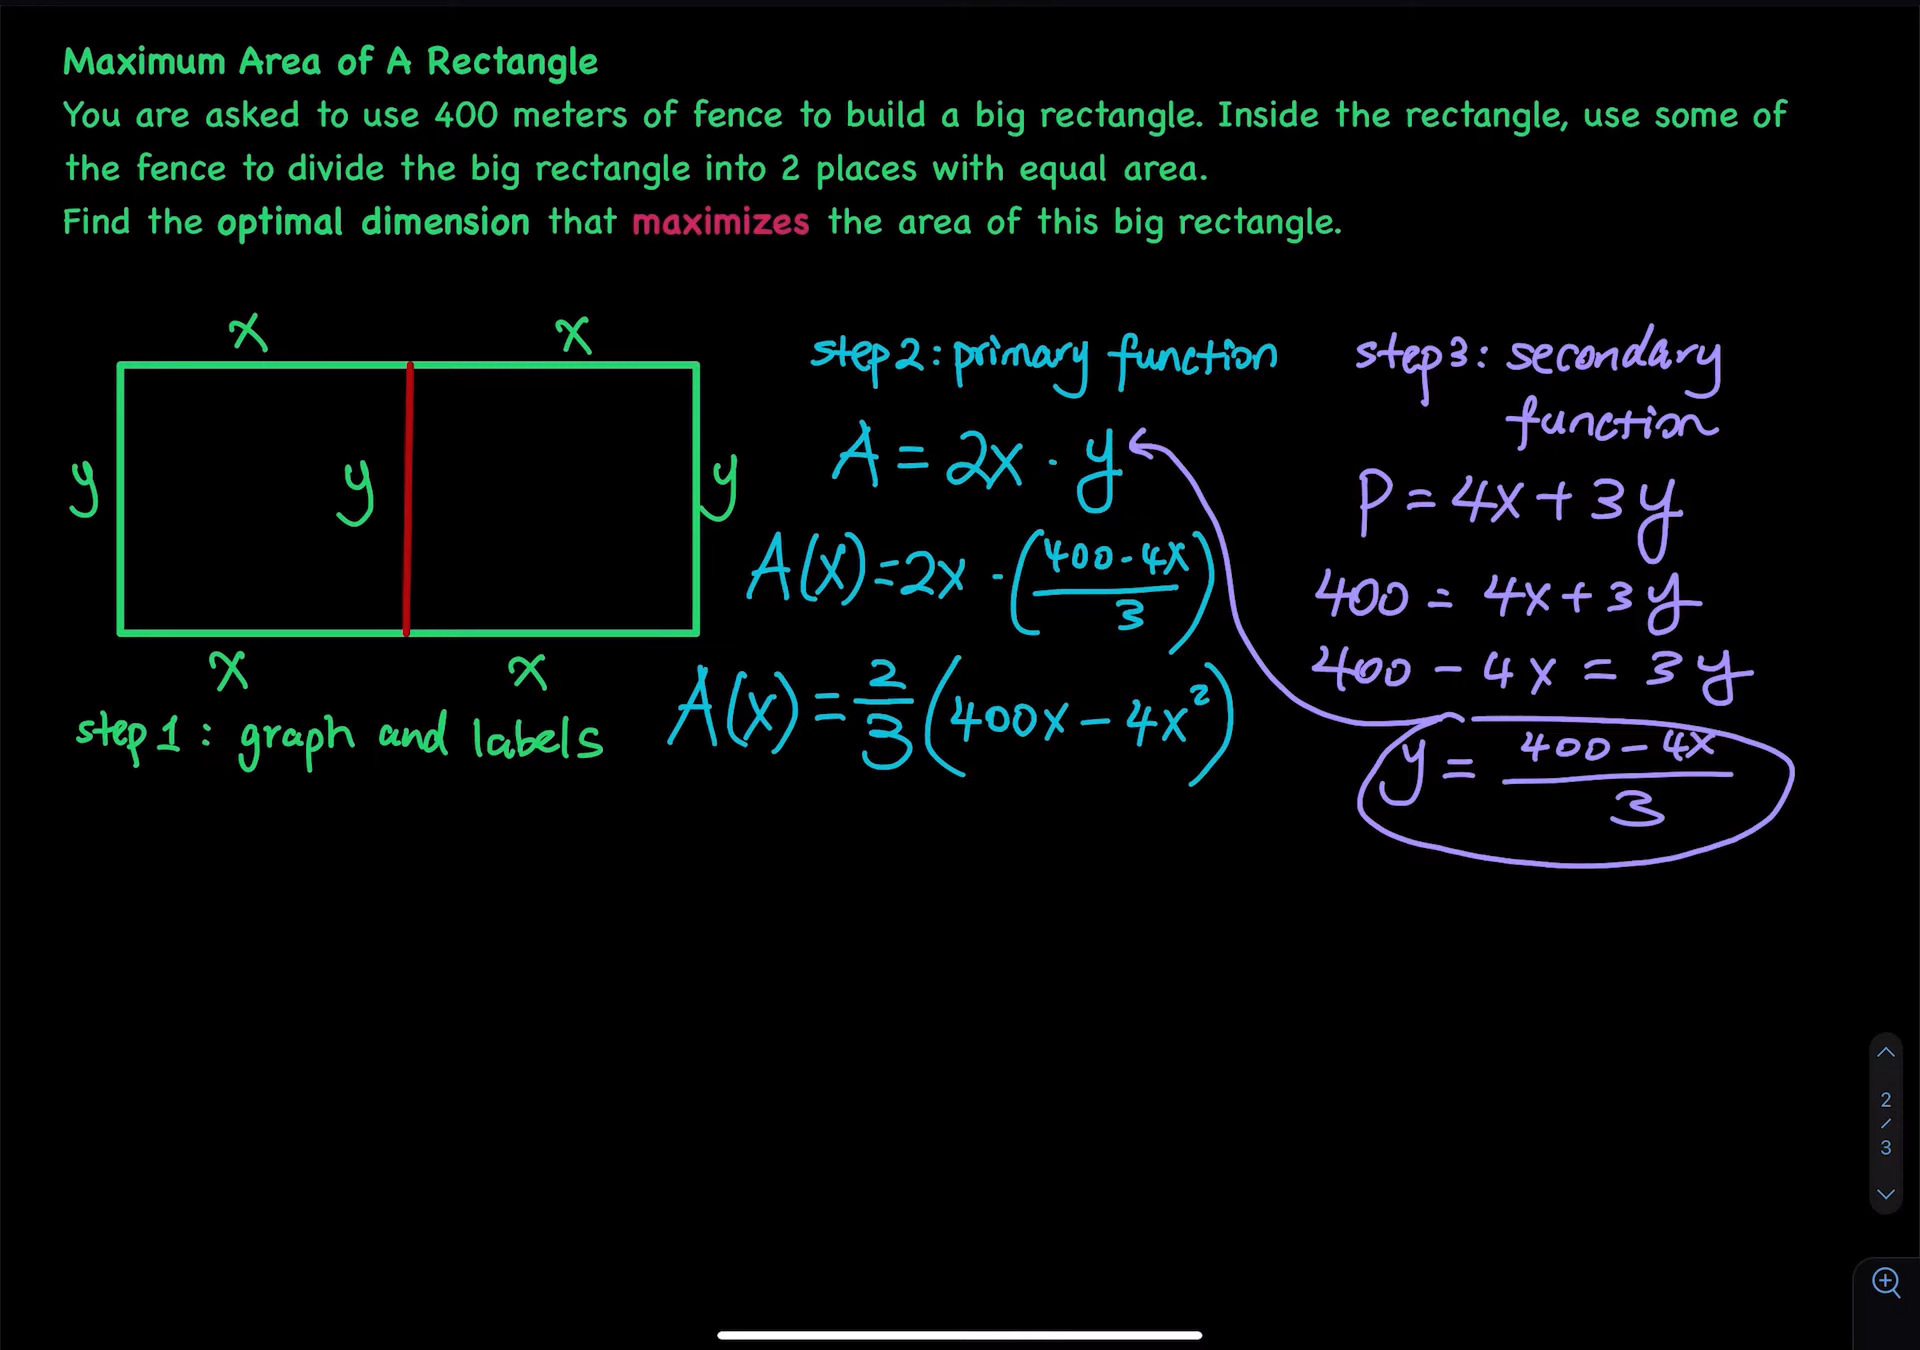 Maximum Area of A Rectangle
You are asked to use 400 meters of fence to build a big rectangle. Inside the rectangle, use some of
the fence to divide the big rectangle into 2 places with equal area.
Find the optimal dimension that maximizes the area of this big rectangle.
x x
y y y
x x
step 1 : graph and labels
step 2 : primary function
A = 2x · y
A(x) = 2x · (400 - 4x / 3)
A(x) = 2/3 (400x - 4x²)
step 3 : secondary
function
P = 4x + 3y
400 = 4x + 3y
400 - 4x = 3y
y = 400 - 4x / 3
2
/
3